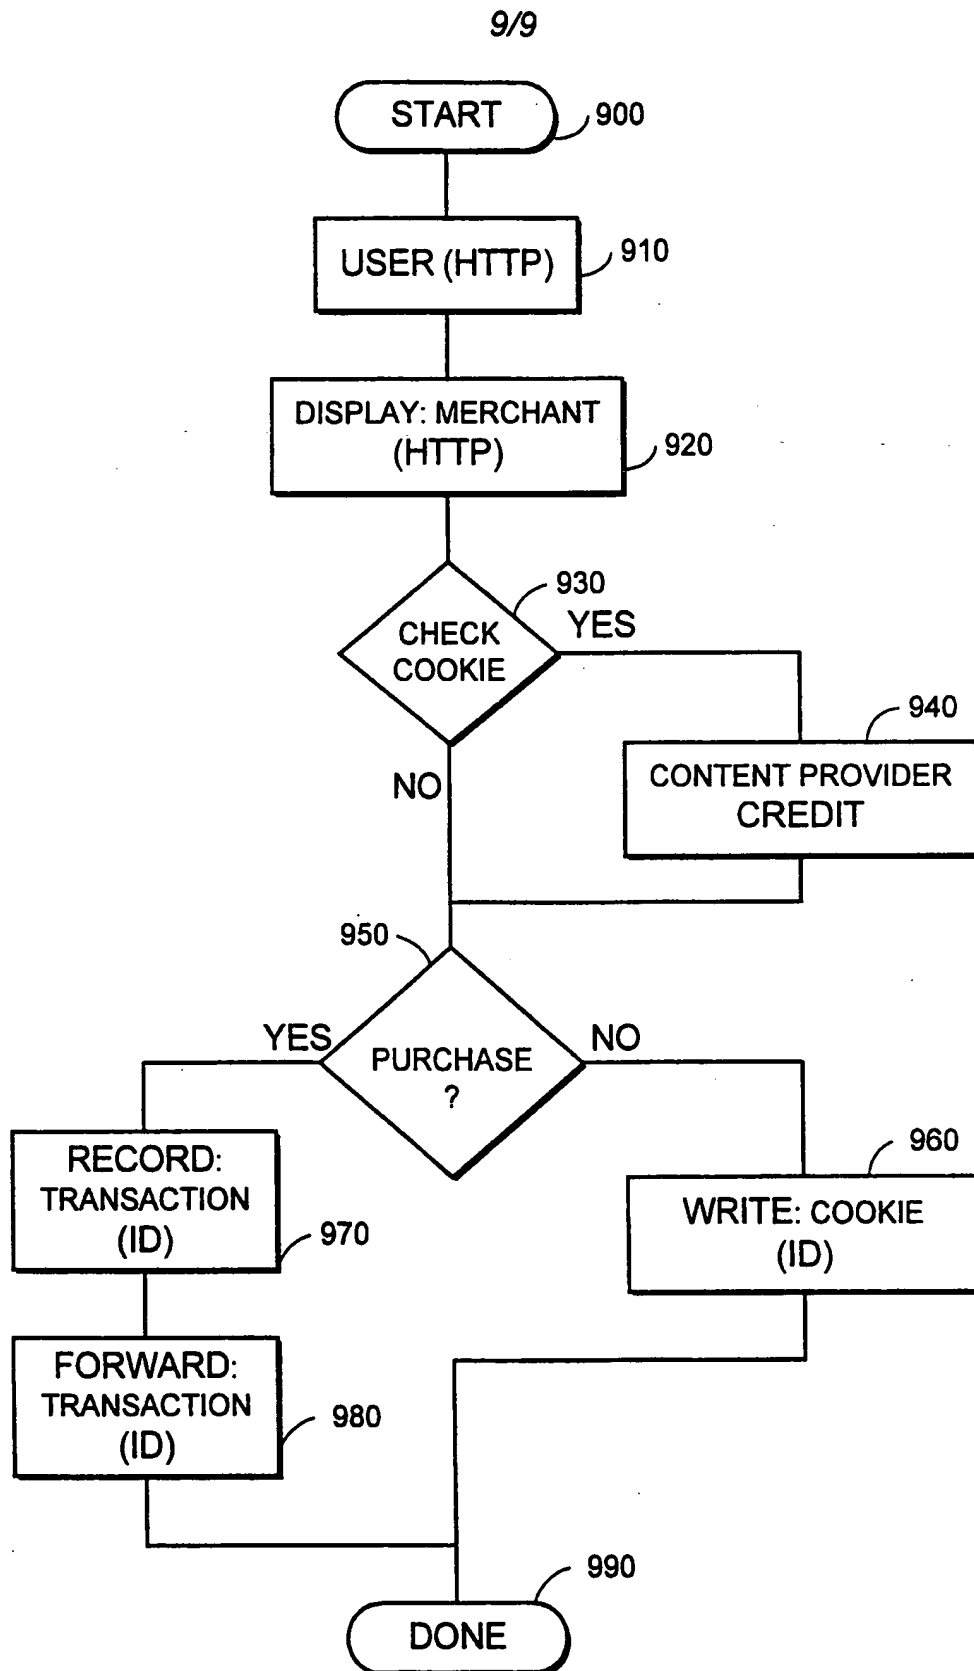 9/9
START
900
USER (HTTP)
910
DISPLAY: MERCHANT
(HTTP)
920
930
CHECK
COOKIE
YES
NO
940
CONTENT PROVIDER
CREDIT
950
PURCHASE
?
YES
NO
RECORD:
TRANSACTION
(ID)
970
960
WRITE: COOKIE
(ID)
FORWARD:
TRANSACTION
(ID)
980
990
DONE